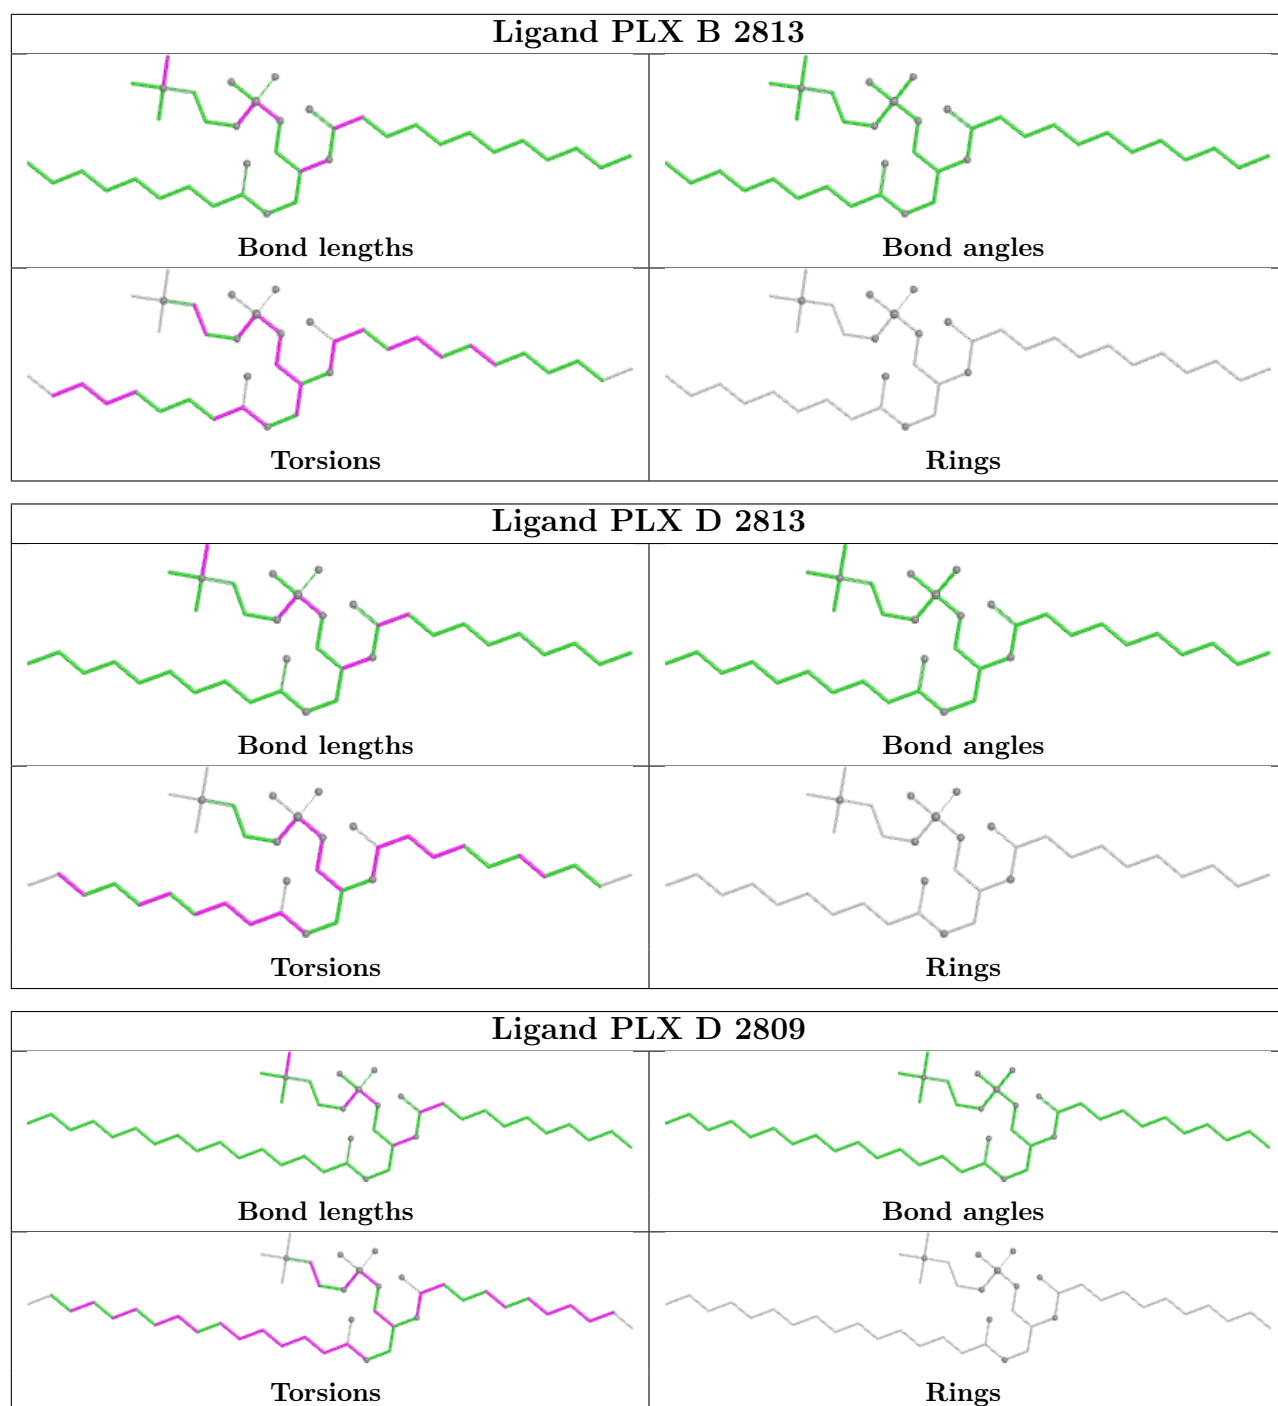 Ligand PLX B 2813
Bond lengths
Bond angles
Torsions
Rings
Ligand PLX D 2813
Bond lengths
Bond angles
Torsions
Rings
Ligand PLX D 2809
Bond lengths
Bond angles
Torsions
Rings